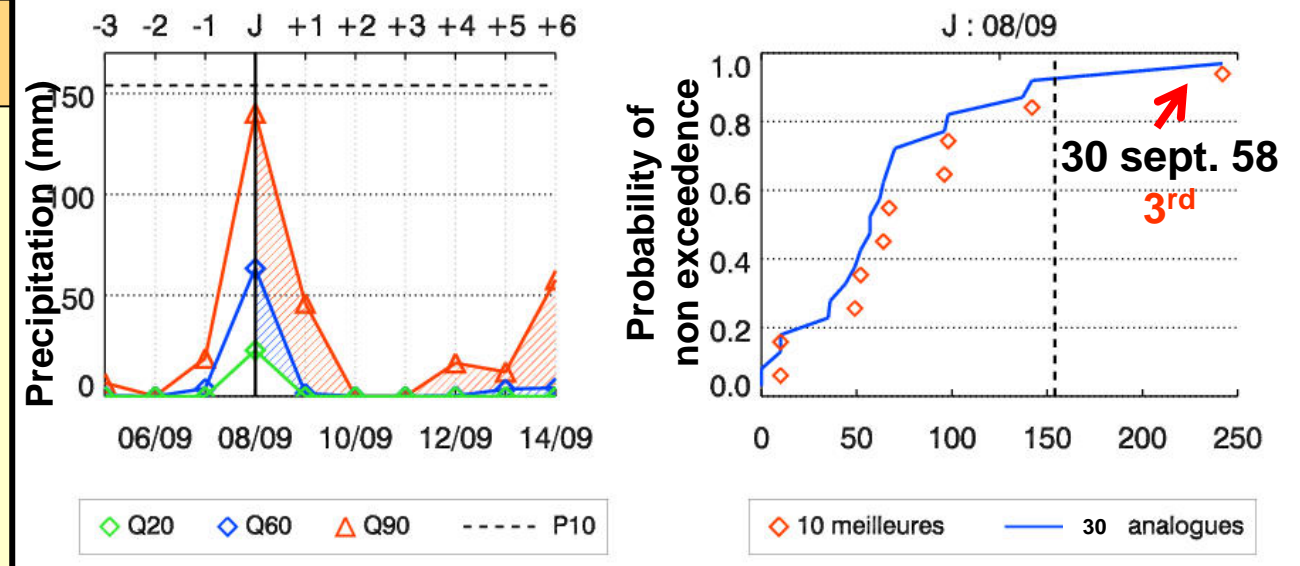 -3 -2 -1 J +1 +2 +3 +4 +5 +6
Precipitation (mm)
150
100
50
0
06/09 08/09 10/09 12/09 14/09
Q20 Q60 Q90 P10
J : 08/09
Probability of
non exceedence
1.0
0.8
0.6
0.4
0.2
0.0
30 sept. 58
3rd
0 50 100 150 200 250
10 meilleures 30 analogues